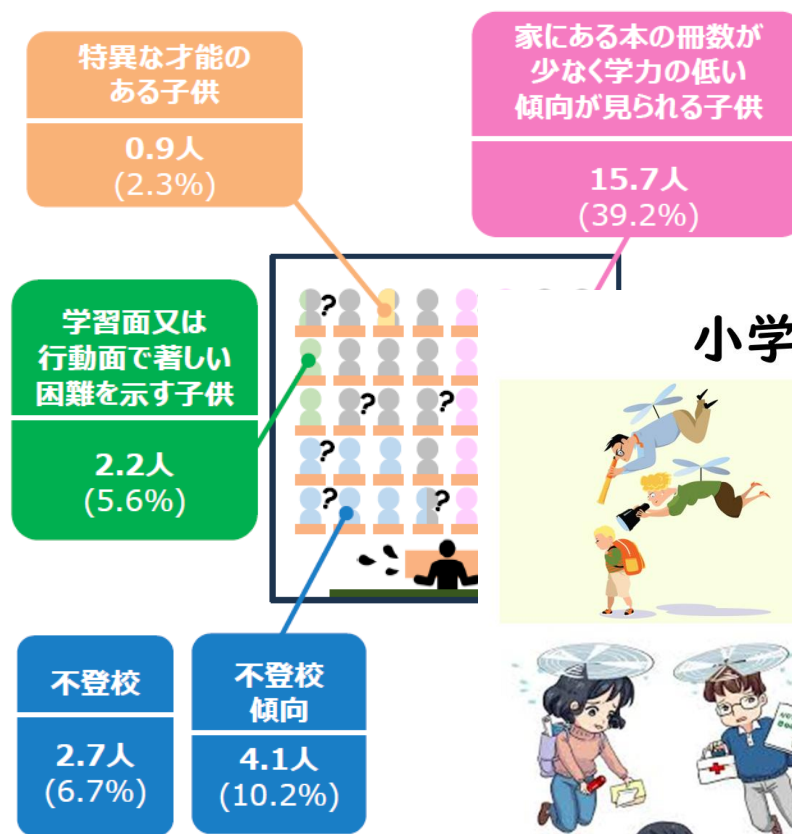 特異な才能の
ある子供
0.9人
(2.3%)
家にある本の冊数が
少なく学力の低い
傾向が見られる子供
15.7人
(39.2%)
学習面又は
行動面で著しい
困難を示す子供
2.2人
(5.6%)
?
? ?
?
? ?
小学
不登校
2.7人
(6.7%)
不登校
傾向
4.1人
(10.2%)